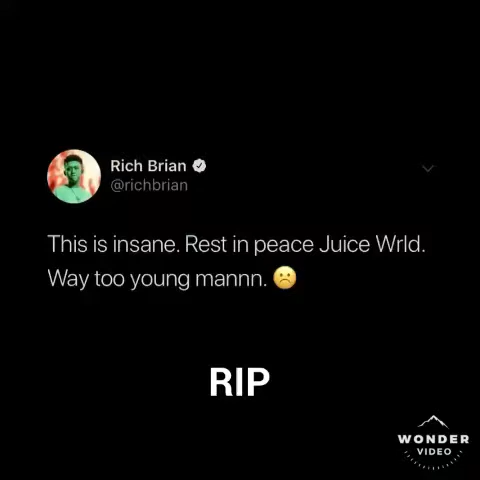 Rich Brian
@richbrian
This is insane. Rest in peace Juice Wrld.
Way too young mannn. ☹️
RIP
WONDER
VIDEO